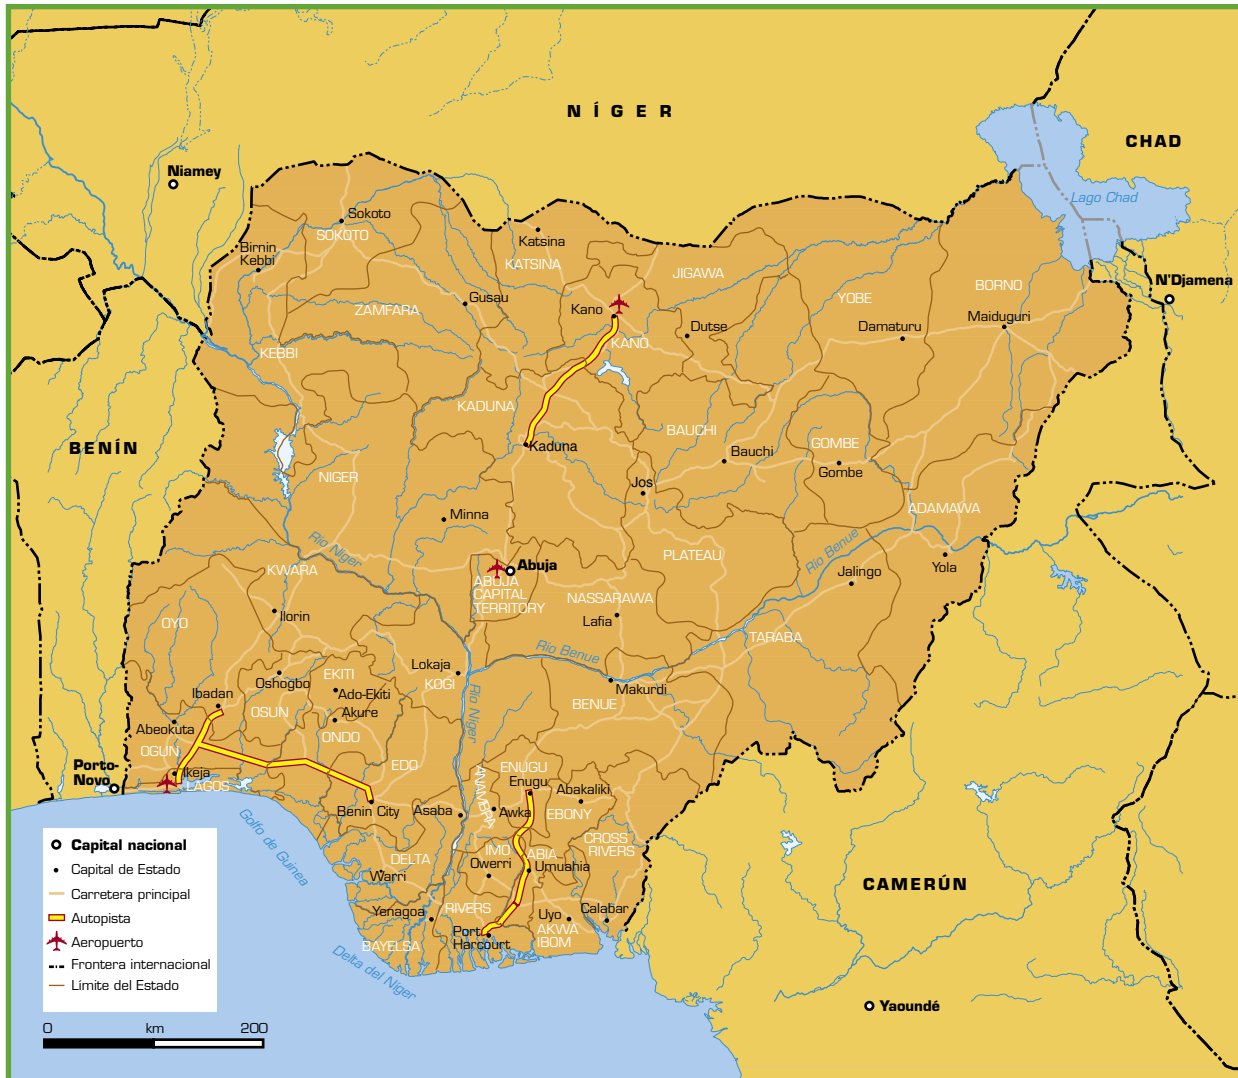 NÍGER
CHAD
Niamey
Lago Chad
Sokoto
SOKOTO
Katsina
KATSINA
Birnin
Kebbi
JIGAWA
N'Djamena
BORNO
YOBE
Gusau
ZAMFARA
Kano
KANO
Dutse
Damaturu
Maiduguri
KEBBI
KADUNA
BENÍN
BAUCHI
GOMBE
Kaduna
Bauchi
Gombe
NIGER
Jos
ADAMAWA
Minna
Rio Níger
PLATEAU
Rio Benue
KWARA
Abuja
ABUJA
CAPITAL
TERRITORY
Yola
Jalingo
NASSARAWA
Ilorin
Lafia
OYO
TARABA
Rio Benue
Lokaja
KOGI
EKITI
Oshogbo
Ado-Ekiti
Makurdi
Ibadan
OSUN
Akure
BENUE
Rio Níger
Abeokuta
ONDO
OGUN
EDO
Porto-
Novo
Ikeja
LAGOS
ENUGU
Enugu
ANAMBRA
Abakaliki
Benin City
Asaba
Awka
EBONY
Golfo de Guinea
CROSS
RIVERS
IMO
ABIA
DELTA
Owerri
Umuahia
Warri
CAMERÚN
RIVERS
Yenagoa
Uyo
Calabar
Port
Harcourt
AKWA
IBOM
BAYELSA
Delta del Níger
Yaoundé
Capital nacional
Capital de Estado
Carretera principal
Autopista
Aeropuerto
Frontera internacional
Límite del Estado
0 km 200